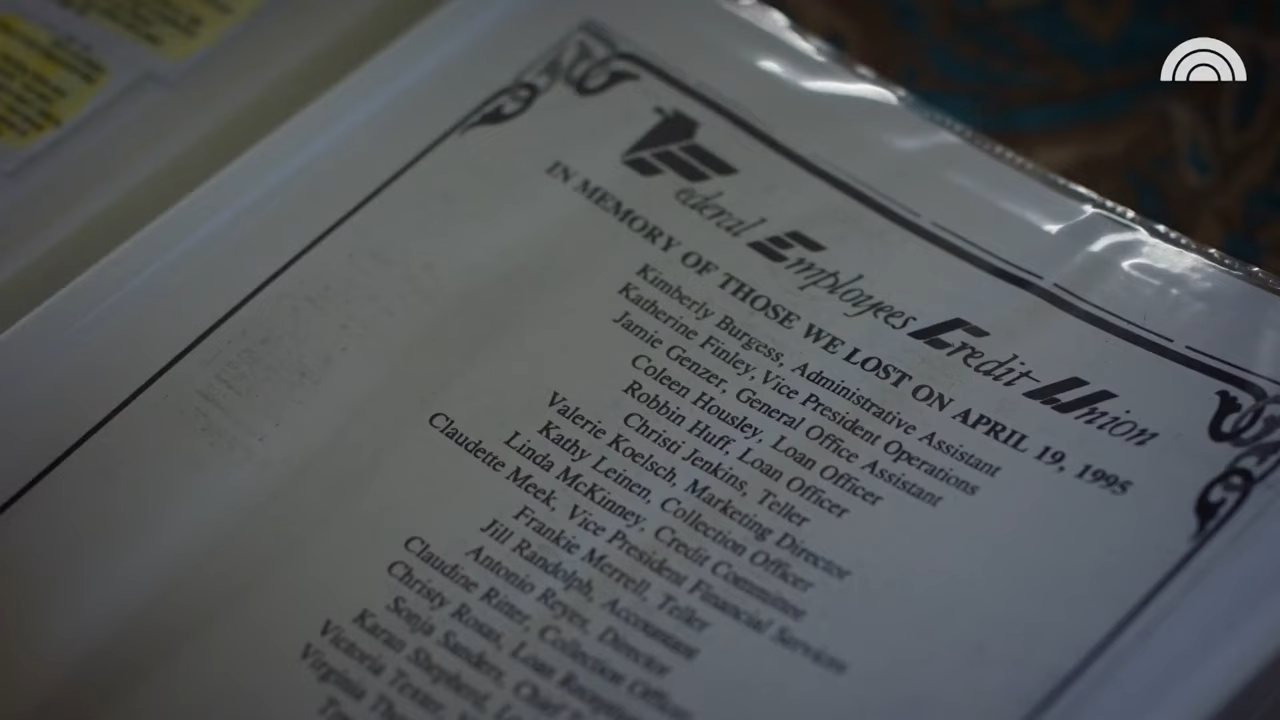 Federal Employees Credit Union
IN MEMORY OF THOSE WE LOST ON APRIL 19, 1995
Kimberly Burgess, Administrative Assistant
Katherine Finley, Vice President Operations
Jamie Genzer, General Office Assistant
Coleen Housley, Loan Officer
Robbin Huff, Loan Officer
Christi Jenkins, Teller
Valerie Koelsch, Marketing Director
Kathy Leinen, Collection Officer
Linda McKinney, Credit Committee
Claudette Meek, Vice President Financial Services
Frankie Merrell, Teller
Jill Randolph, Accountant
Antonio Reyes, Director
Claudine Ritter, Collection Officer
Christy Rosas, Loan
Sonja Sanders, Chief
Karan Shepherd,
Victoria Texter,
Virginia